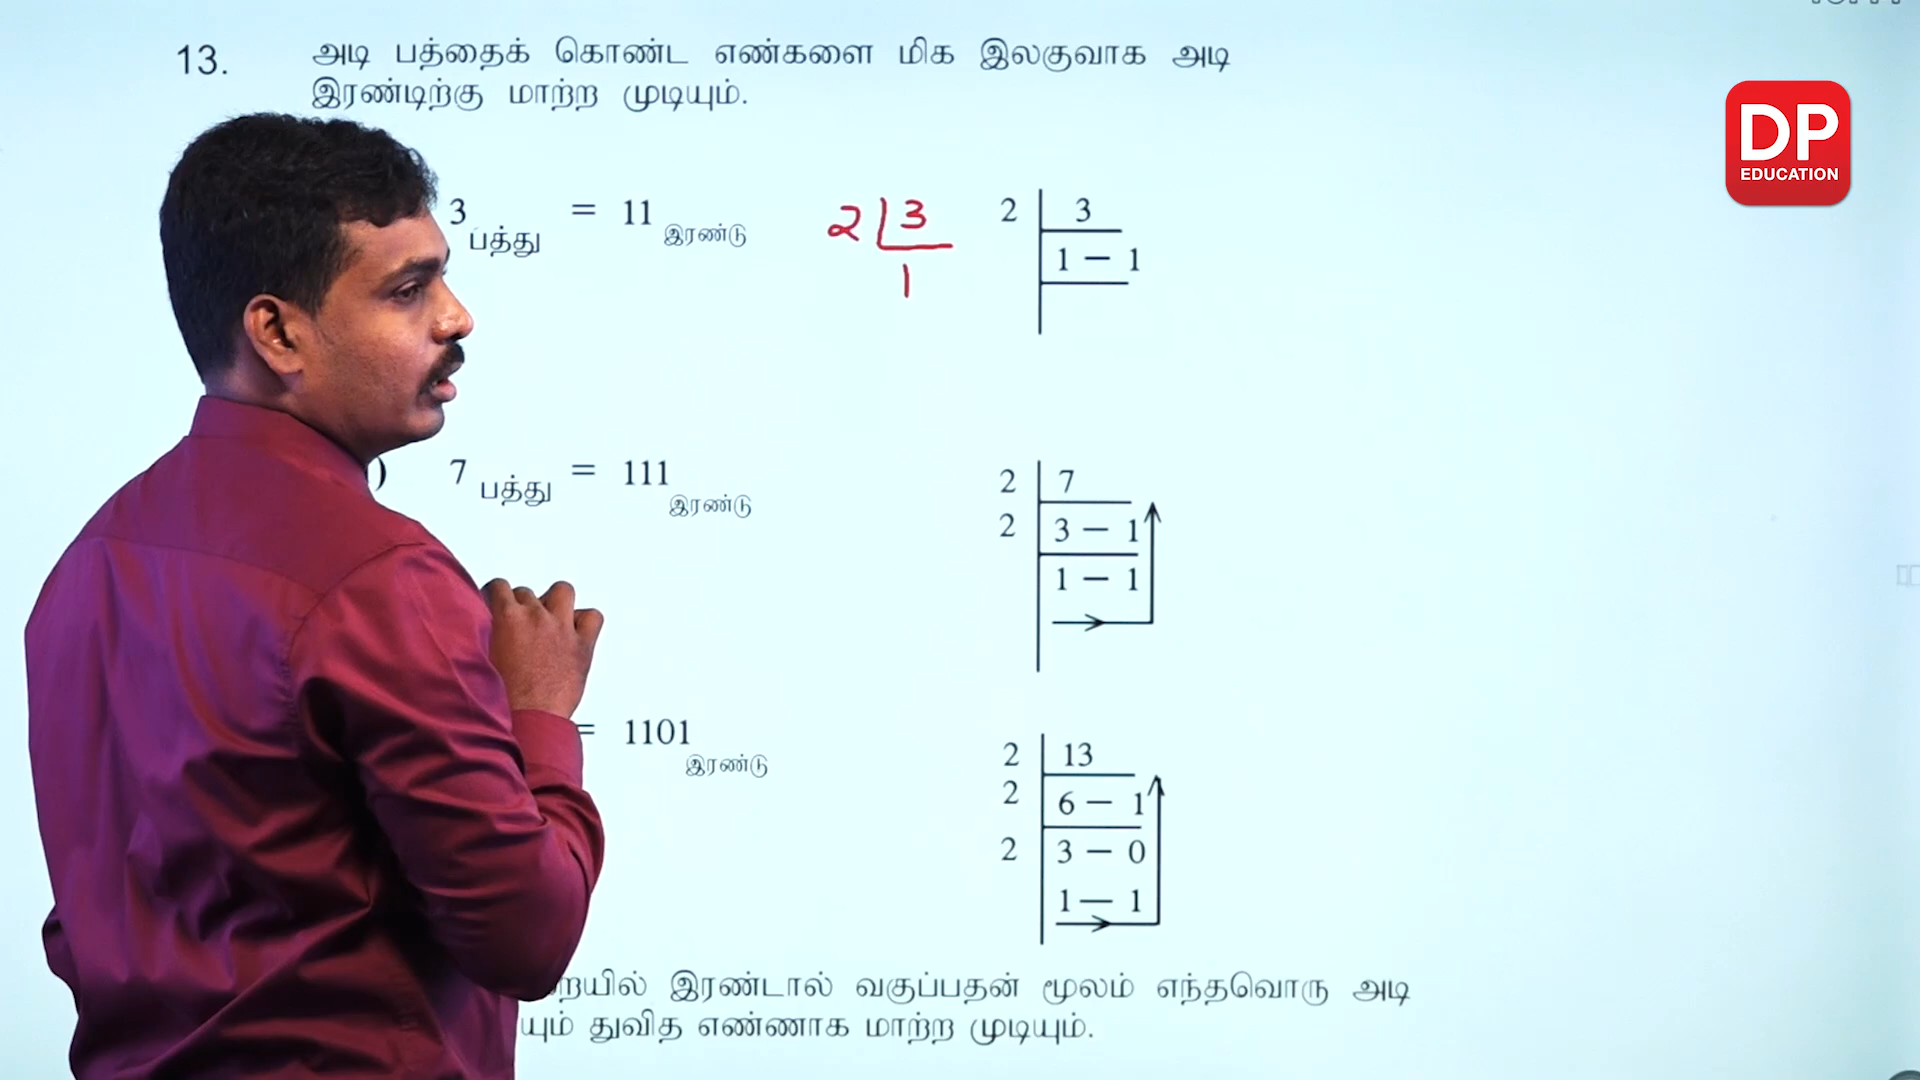 13. அடி பத்தைக் கொண்ட எண்களை மிக இலகுவாக அடி
இரண்டிற்கு மாற்ற முடியும்.
DP
EDUCATION
3 பத்து = 11 இரண்டு
2 3
1
2 3
1 – 1
) 7 பத்து = 111 இரண்டு
2 7
2 3 – 1
1 – 1
= 1101 இரண்டு
2 13
2 6 – 1
2 3 – 0
1 – 1
றையில் இரண்டால் வகுப்பதன் மூலம் எந்தவொரு அடி
யும் துவித எண்ணாக மாற்ற முடியும்.